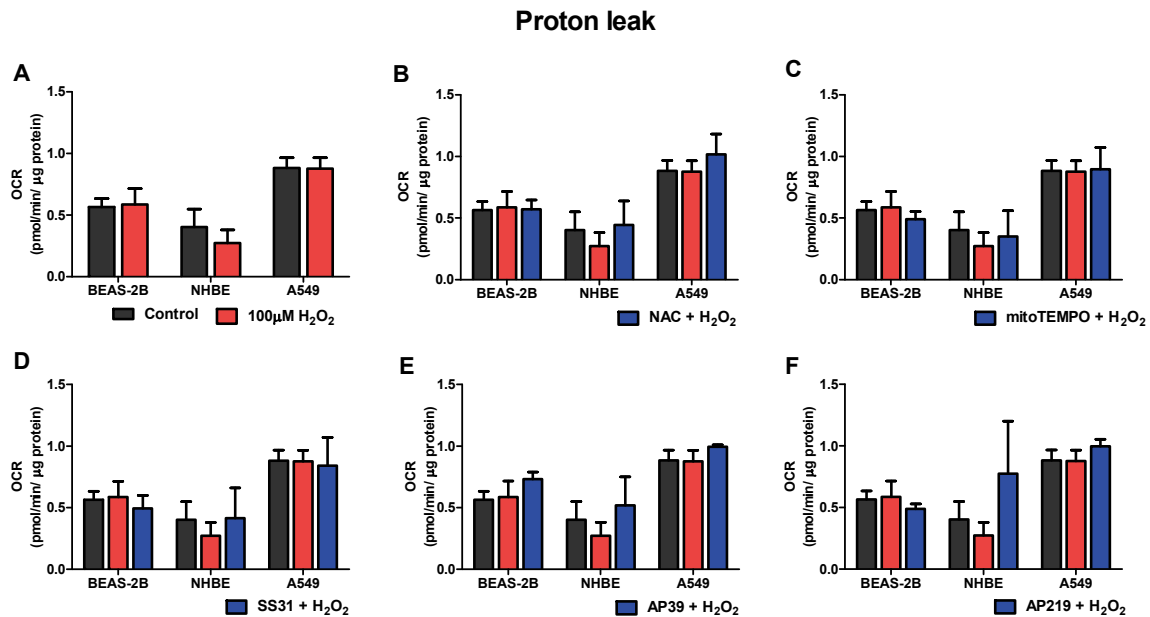 Proton leak
A
OCR
(pmol/min/ µg protein)
1.5
1.0
0.5
0.0
BEAS-2B NHBE A549
Control 100µM H₂O₂
B
OCR
(pmol/min/ µg protein)
1.5
1.0
0.5
0.0
BEAS-2B NHBE A549
NAC + H₂O₂
C
OCR
(pmol/min/ µg protein)
1.5
1.0
0.5
0.0
BEAS-2B NHBE A549
mitoTEMPO + H₂O₂
D
OCR
(pmol/min/ µg protein)
1.5
1.0
0.5
0.0
BEAS-2B NHBE A549
SS31 + H₂O₂
E
OCR
(pmol/min/ µg protein)
1.5
1.0
0.5
0.0
BEAS-2B NHBE A549
AP39 + H₂O₂
F
OCR
(pmol/min/ µg protein)
1.5
1.0
0.5
0.0
BEAS-2B NHBE A549
AP219 + H₂O₂